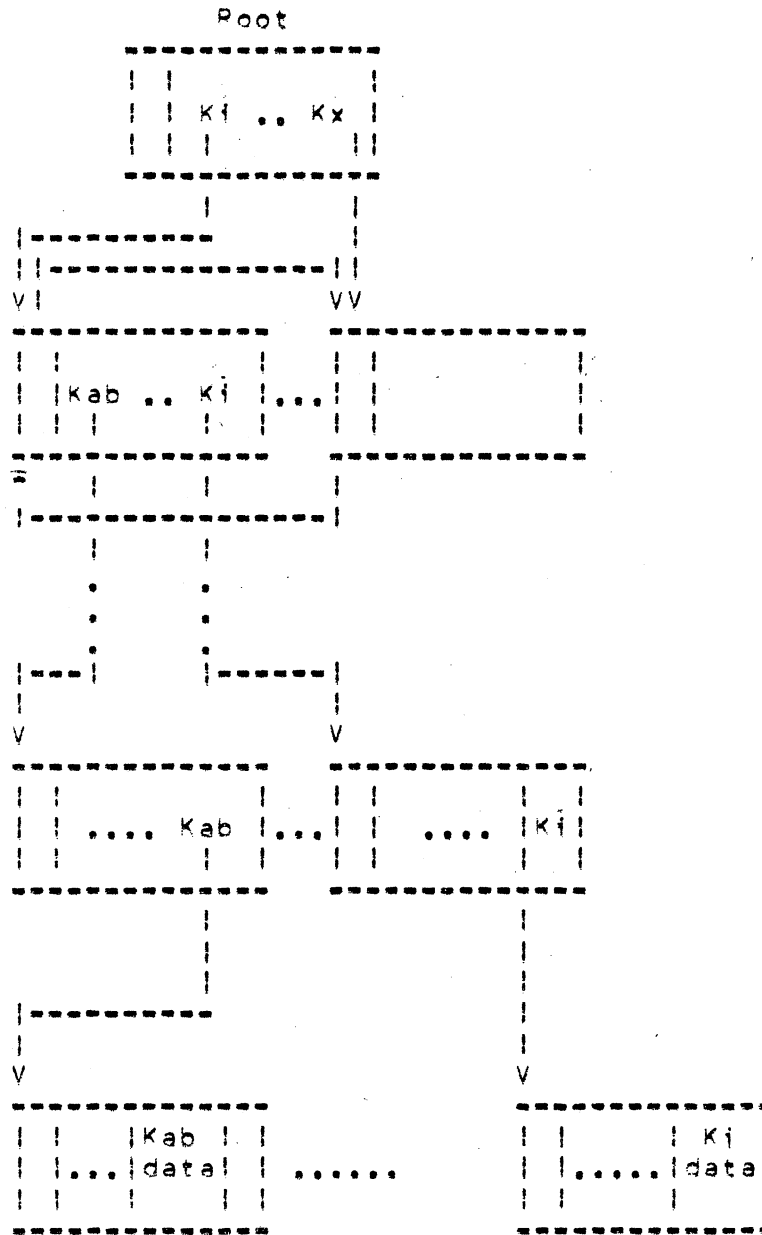 Root
Ki .. Kx
Kab .. Ki ...
.... Kab ... .... Ki
Kab Ki
... data ...... ..... data